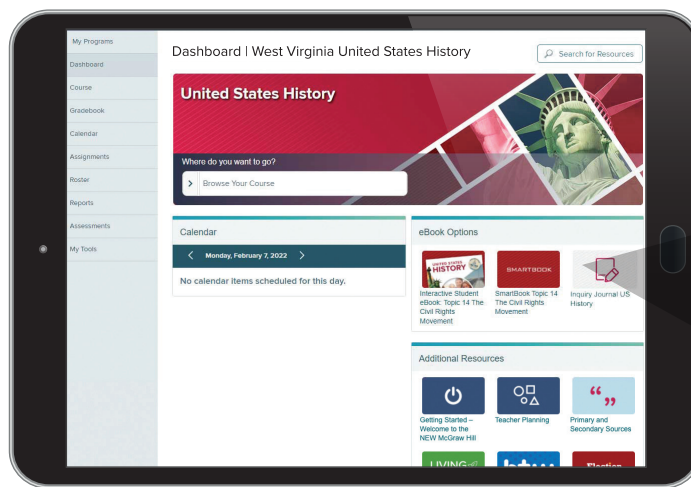 My Programs
Dashboard
Course
Gradebook
Calendar
Assignments
Roster
Reports
Assessments
My Tools
Dashboard | West Virginia United States History
Search for Resources
United States History
Where do you want to go?
Browse Your Course
Calendar
Monday, February 7, 2022
No calendar items scheduled for this day.
eBook Options
UNITED STATES
HISTORY
Interactive Student
eBook: Topic 14 The
Civil Rights
Movement
SMARTBOOK
SmartBook Topic 14
The Civil Rights
Movement
Inquiry Journal US
History
Additional Resources
Getting Started –
Welcome to the
NEW McGraw Hill
Teacher Planning
Primary and
Secondary Sources
LIVING
Election